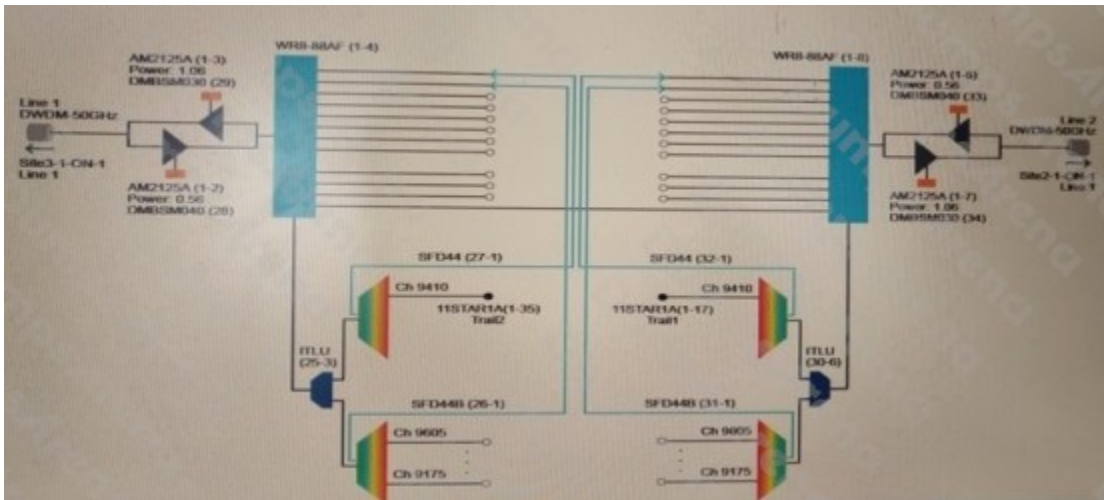 WR8-88AF (1-4)
AM2125A (1-3)
Power: 1.06
DMBSM030 (29)
Line 1
DWDM-50GHz
Site3-1-ON-1
Line 1
AM2125A (1-2)
Power: 0.56
DMBSM040 (28)
WR8-88AF (1-8)
AM2125A (1-6)
Power: 0.56
DMBSM040 (33)
Line 2
DWDM-50GHz
Site2-1-ON-1
Line 1
AM2125A (1-7)
Power: 1.06
DMBSM030 (34)
SFD44 (27-1)
SFD44 (32-1)
Ch 9410
11STAR1A(1-35)
Trail2
Ch 9410
11STAR1A(1-17)
Trail1
ITLU
(25-3)
ITLU
(30-6)
SFD44B (26-1)
SFD44B (31-1)
Ch 9605
Ch 9175
Ch 9605
Ch 9175